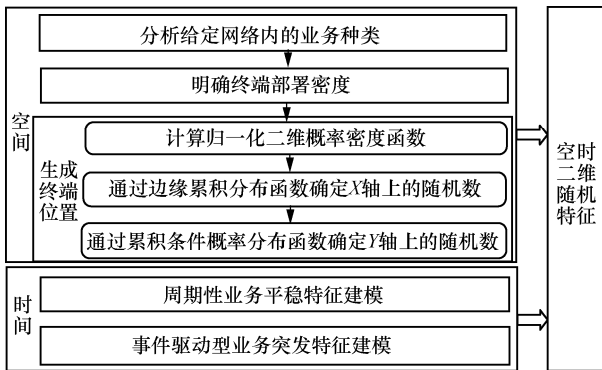 空
间
分析给定网络内的业务种类
明确终端部署密度
生成
终端
位置
计算归一化二维概率密度函数
通过边缘累积分布函数确定X轴上的随机数
通过累积条件概率分布函数确定Y轴上的随机数
时
间
周期性业务平稳特征建模
事件驱动型业务突发特征建模
空时
二维
随机
特征